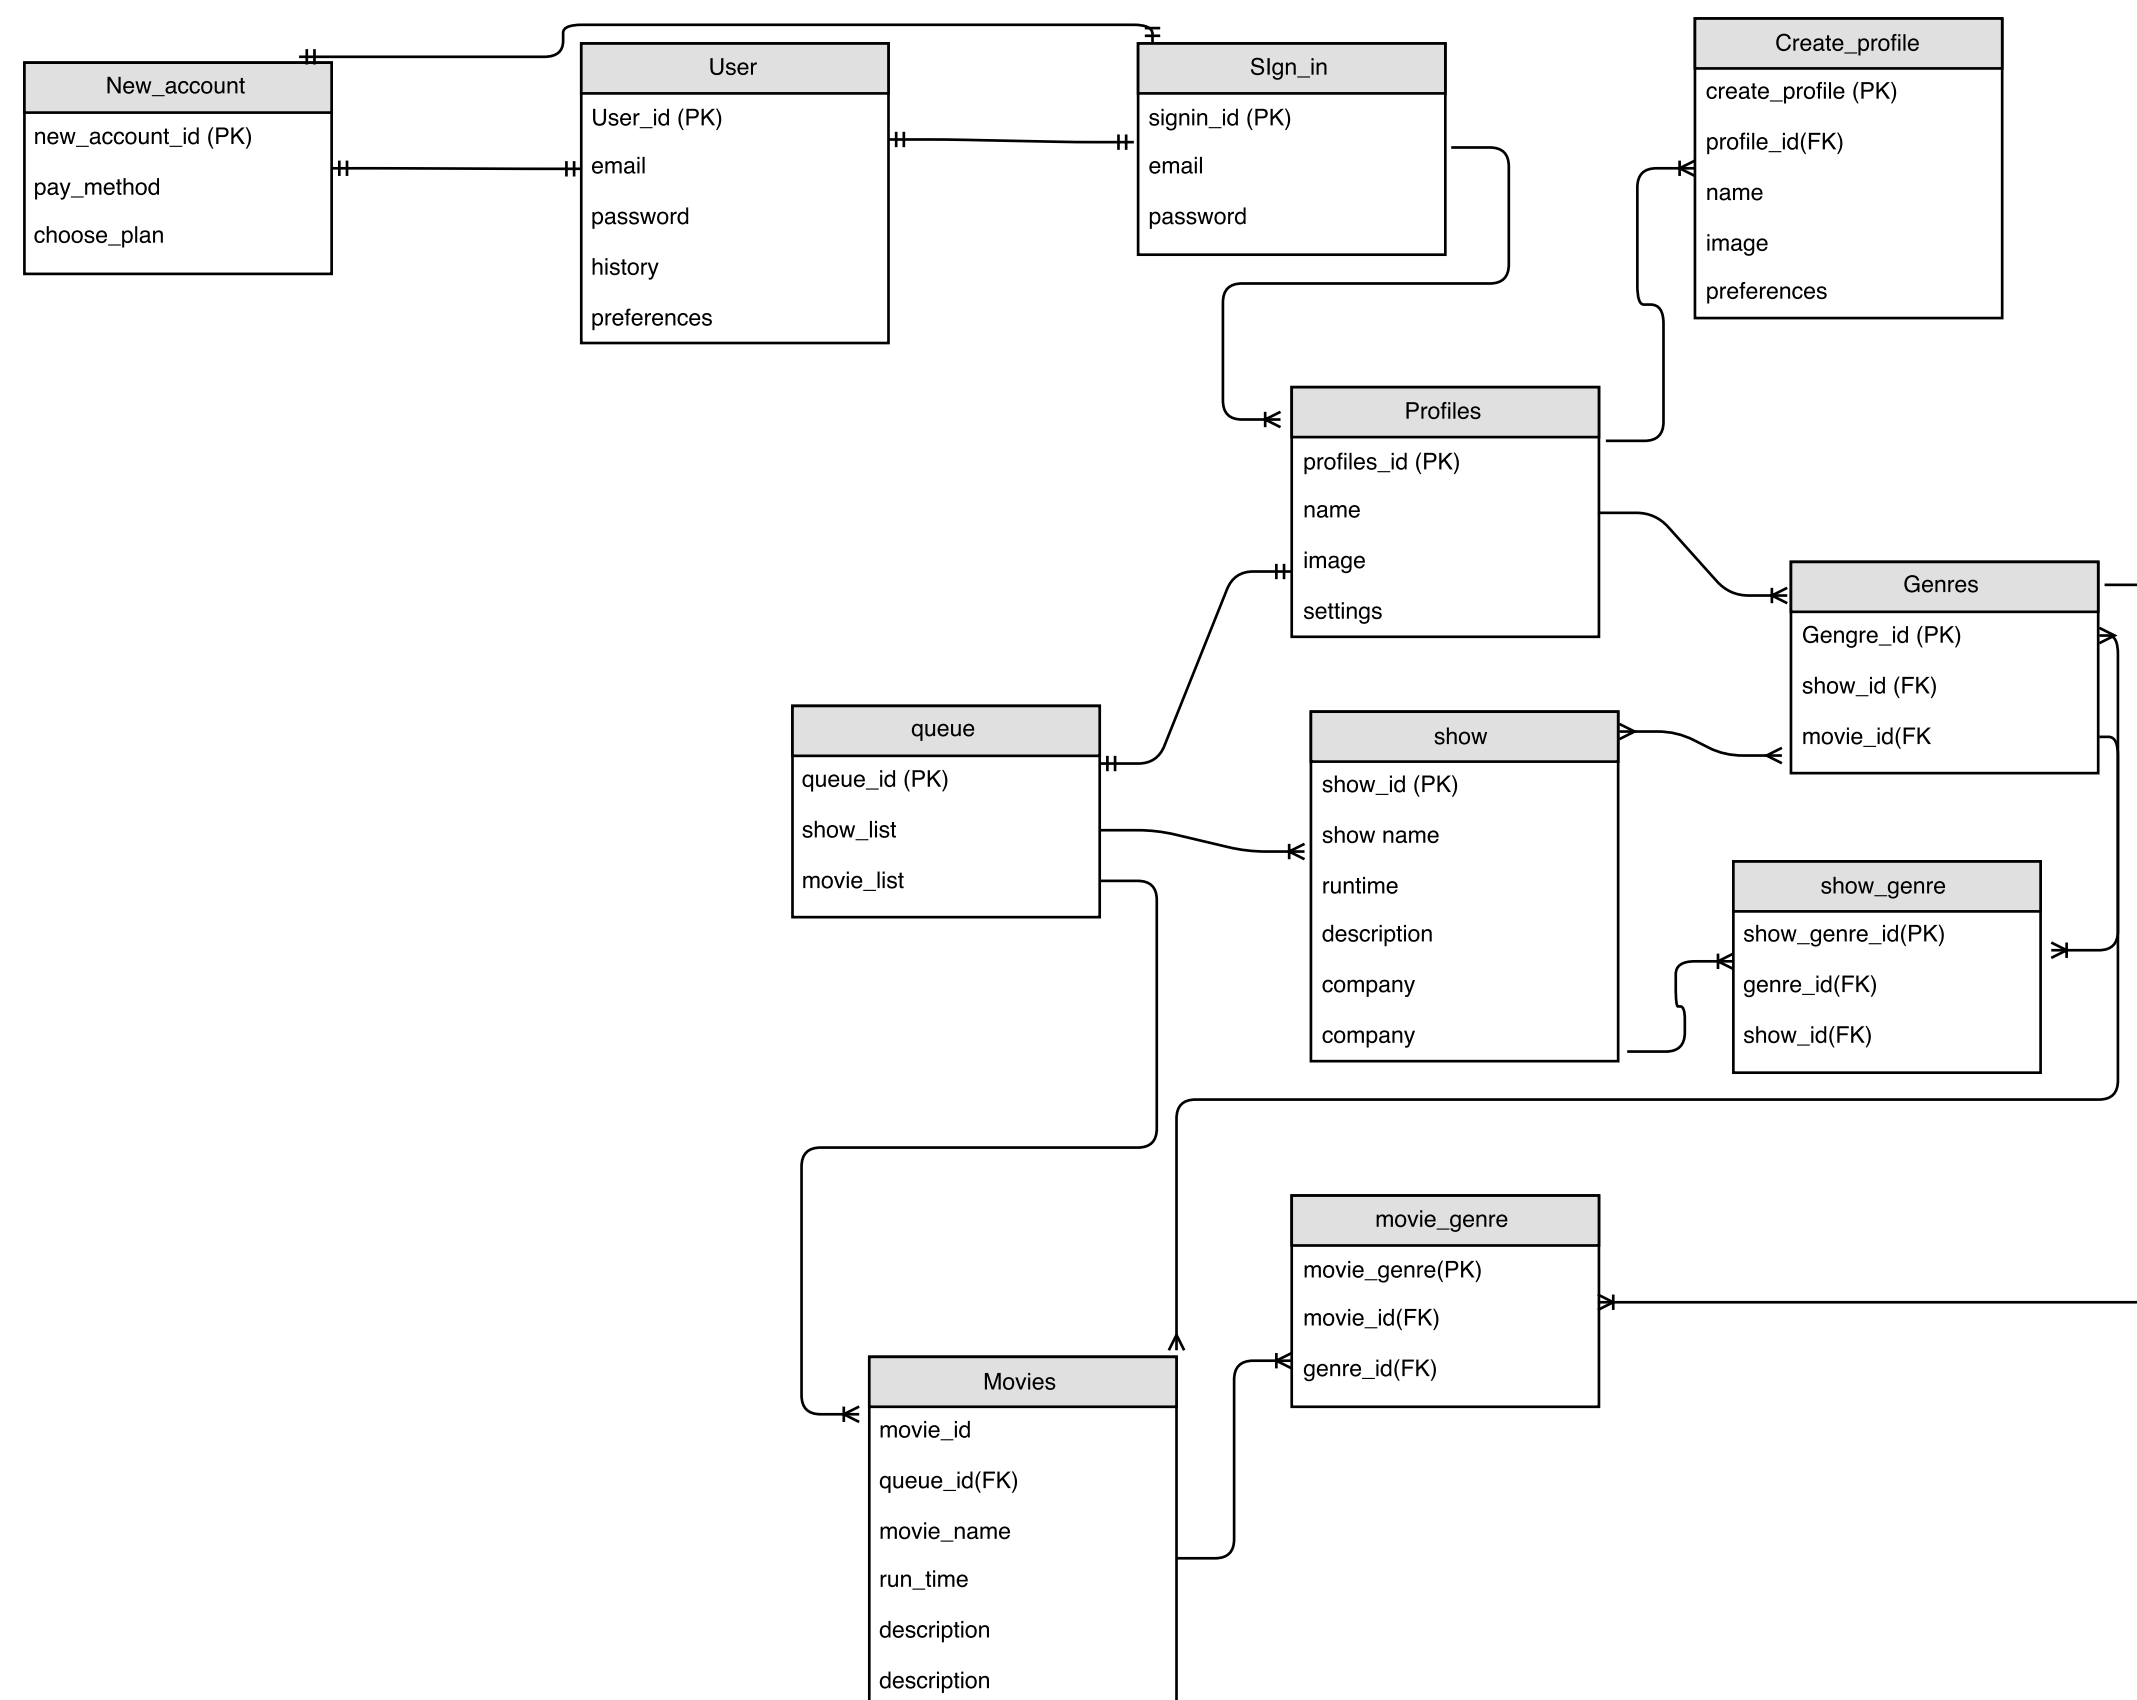 New_account
new_account_id (PK)
pay_method
choose_plan
User
User_id (PK)
email
password
history
preferences
SIgn_in
signin_id (PK)
email
password
Create_profile
create_profile (PK)
profile_id(FK)
name
image
preferences
Profiles
profiles_id (PK)
name
image
settings
Genres
Gengre_id (PK)
show_id (FK)
movie_id(FK
queue
queue_id (PK)
show_list
movie_list
show
show_id (PK)
show name
runtime
description
company
company
show_genre
show_genre_id(PK)
genre_id(FK)
show_id(FK)
movie_genre
movie_genre(PK)
movie_id(FK)
genre_id(FK)
Movies
movie_id
queue_id(FK)
movie_name
run_time
description
description